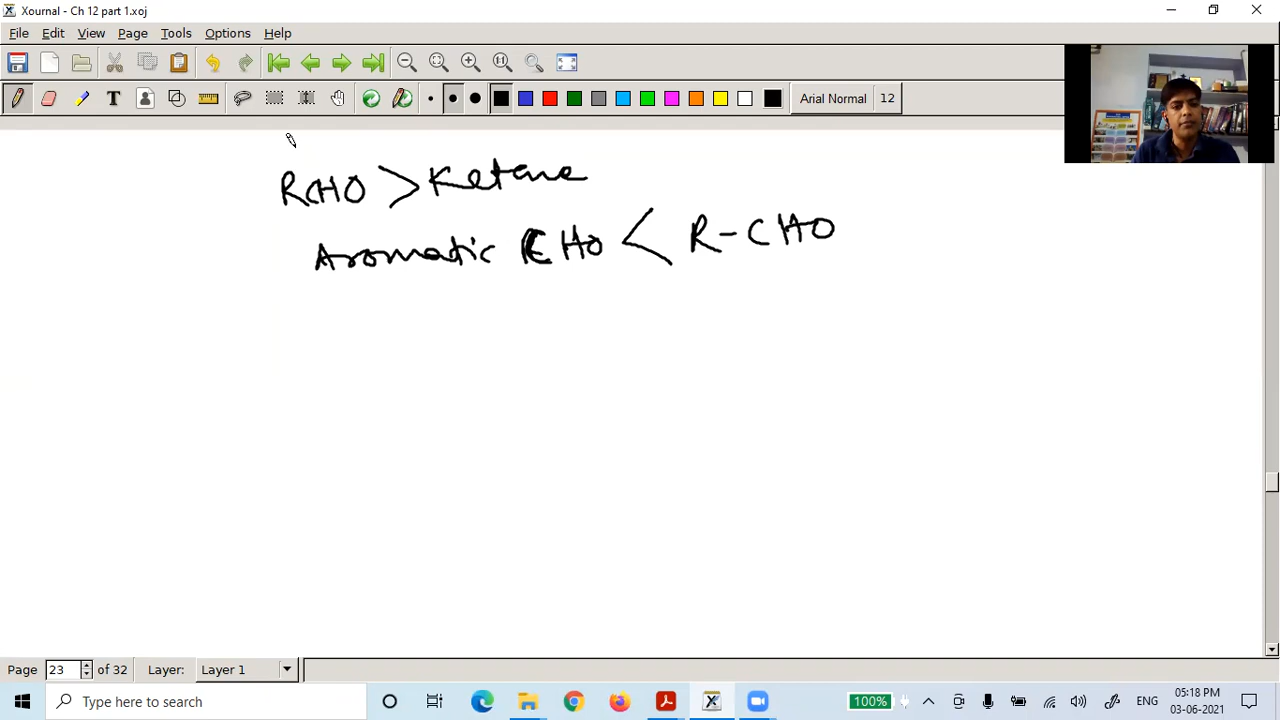 Xournal - Ch 12 part 1.xoj
File Edit View Page Tools Options Help
Arial Normal 12
RCHO > Ketone
Aromatic CHO < R-CHO
Page 23 of 32 Layer: Layer 1
Type here to search
100%
ENG
05:18 PM
03-06-2021